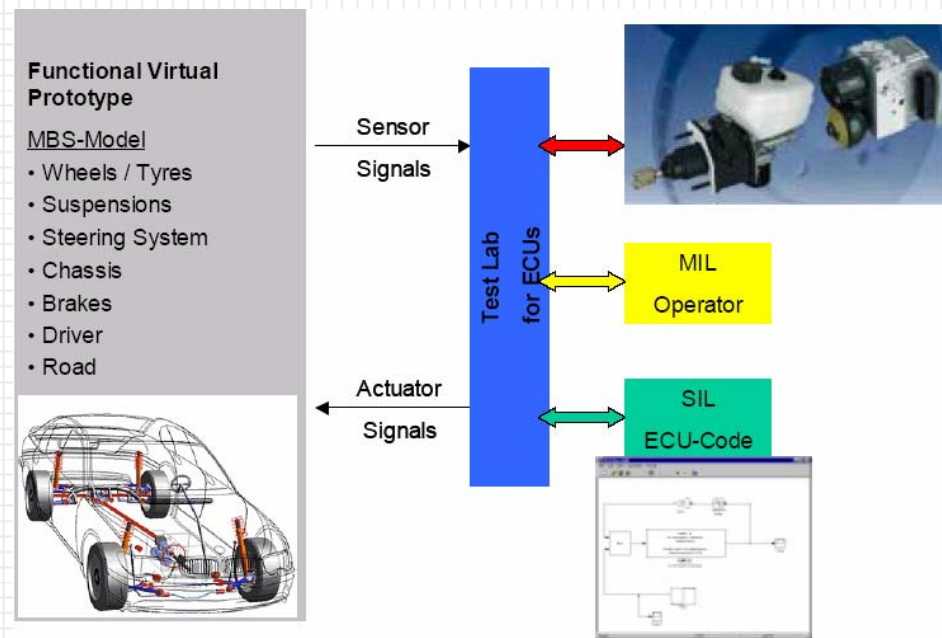 Functional Virtual
Prototype
MBS-Model
• Wheels / Tyres
• Suspensions
• Steering System
• Chassis
• Brakes
• Driver
• Road
Sensor
Signals
Actuator
Signals
Test Lab
for ECUs
MIL
Operator
SIL
ECU-Code